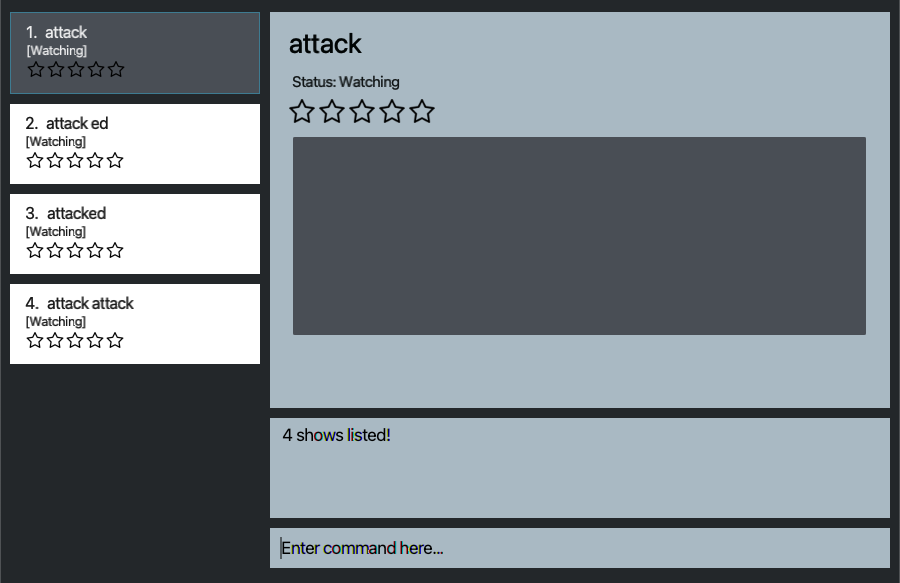 1. attack
[Watching]
2. attack ed
[Watching]
3. attacked
[Watching]
4. attack attack
[Watching]
attack
Status: Watching
4 shows listed!
Enter command here...